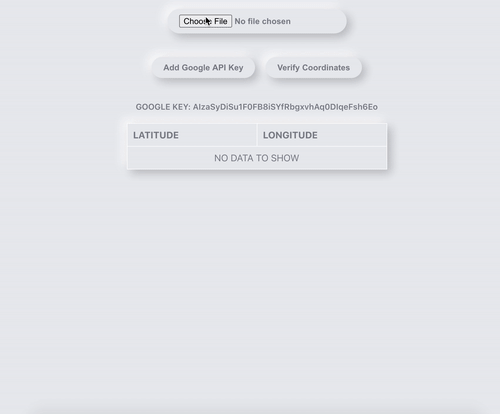 Choose File No file chosen
Add Google API Key Verify Coordinates
GOOGLE KEY: AIzaSyDiSu1F0FB8iSYfRbgxvhAq0DIqeFsh6Eo
LATITUDE LONGITUDE
NO DATA TO SHOW